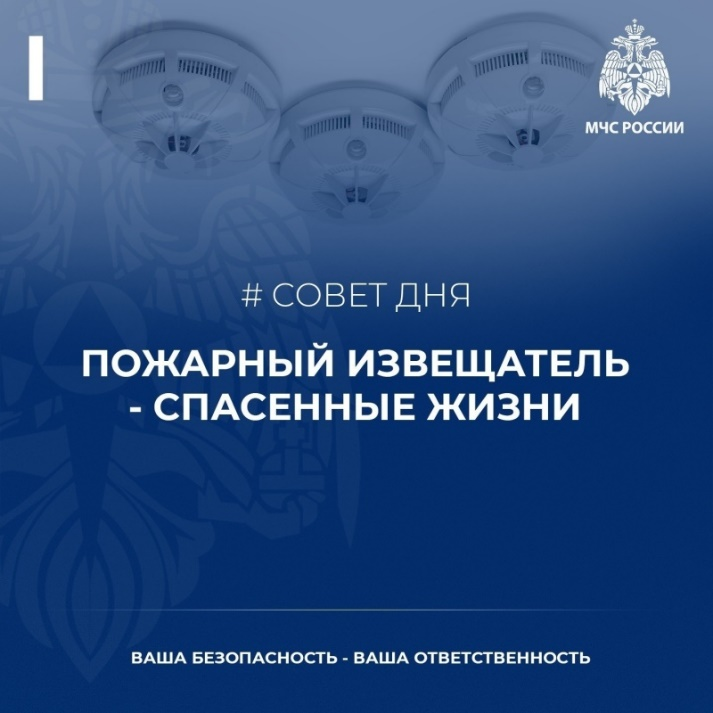 МЧС РОССИИ
# СОВЕТ ДНЯ
ПОЖАРНЫЙ ИЗВЕЩАТЕЛЬ
- СПАСЕННЫЕ ЖИЗНИ
ВАША БЕЗОПАСНОСТЬ - ВАША ОТВЕТСТВЕННОСТЬ